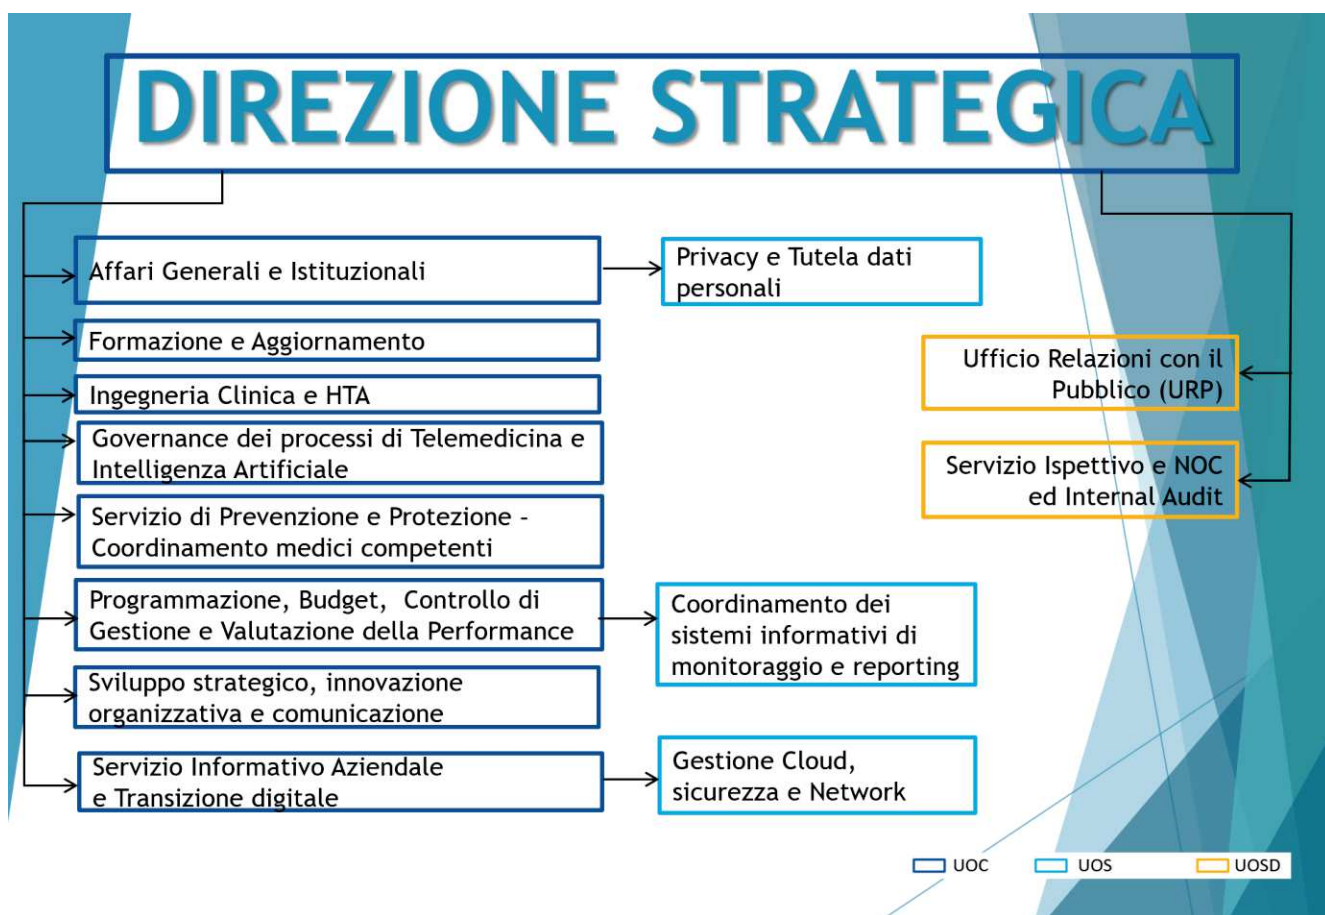 DIREZIONE STRATEGICA
Affari Generali e Istituzionali
Privacy e Tutela dati
personali
Formazione e Aggiornamento
Ingegneria Clinica e HTA
Governance dei processi di Telemedicina e
Intelligenza Artificiale
Servizio di Prevenzione e Protezione -
Coordinamento medici competenti
Programmazione, Budget, Controllo di
Gestione e Valutazione della Performance
Coordinamento dei
sistemi informativi di
monitoraggio e reporting
Sviluppo strategico, innovazione
organizzativa e comunicazione
Servizio Informativo Aziendale
e Transizione digitale
Gestione Cloud,
sicurezza e Network
Ufficio Relazioni con il
Pubblico (URP)
Servizio Ispettivo e NOC
ed Internal Audit
UOC
UOS
UOSD